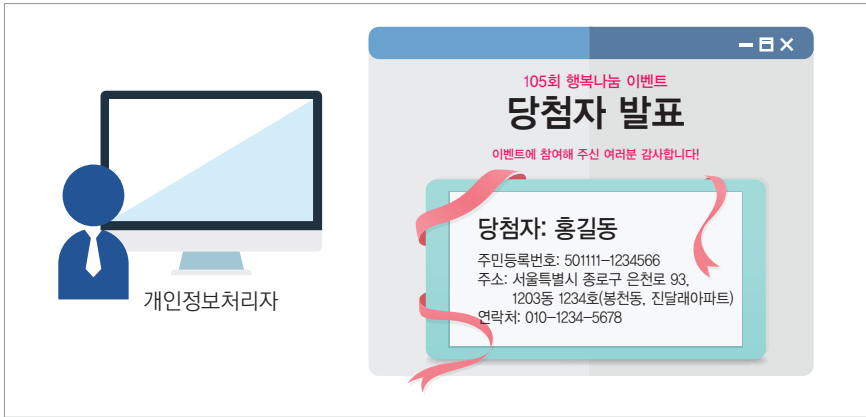 105회 행복나눔 이벤트
당첨자 발표
이벤트에 참여해 주신 여러분 감사합니다!
당첨자: 홍길동
주민등록번호: 501111-1234566
주소: 서울특별시 종로구 은천로 93,
1203동 1234호(봉천동, 진달래아파트)
연락처: 010-1234-5678
개인정보처리자